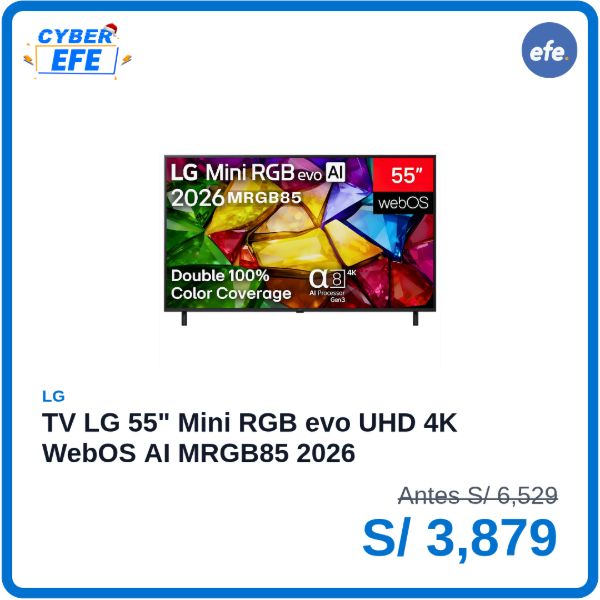 CYBER
EFE
efe.
LG Mini RGB evo AI
2026 MRGB85
55"
webOS
Double 100%
Color Coverage
α8 4K
AI Processor
Gen3
LG
TV LG 55" Mini RGB evo UHD 4K
WebOS AI MRGB85 2026
Antes S/ 6,529
S/ 3,879